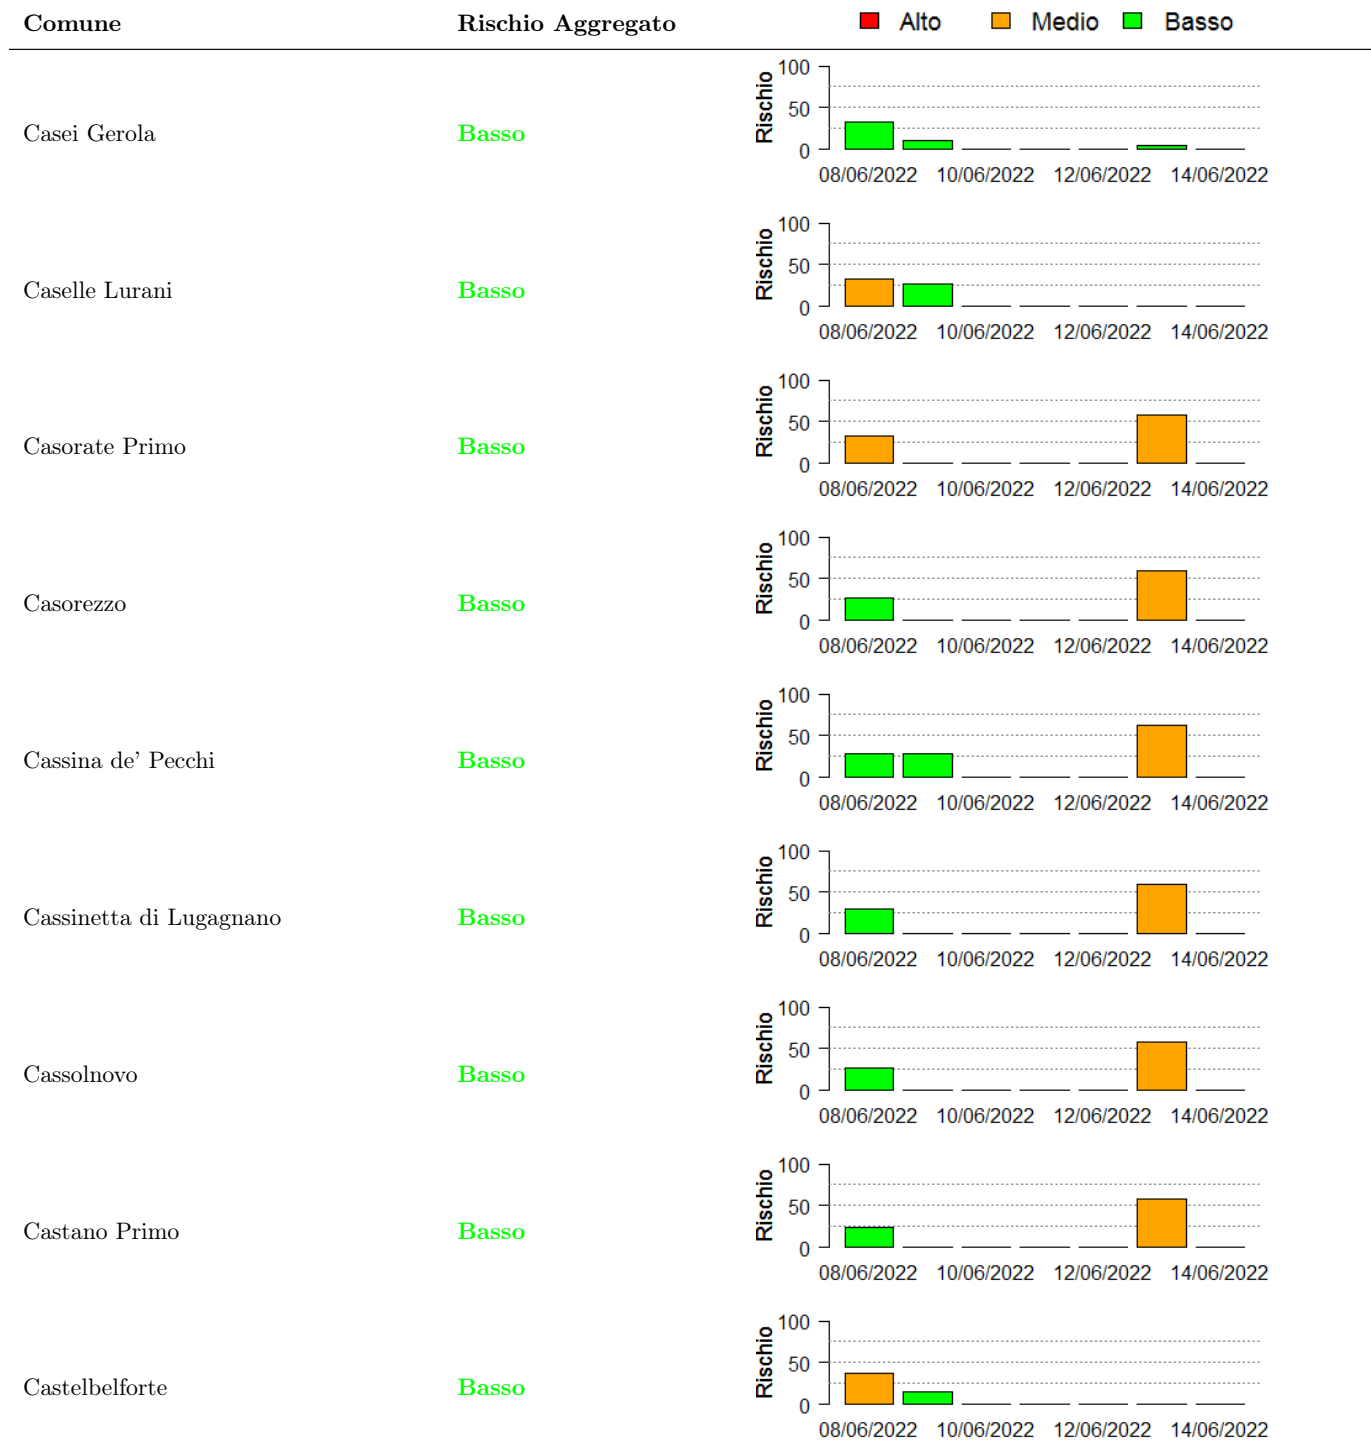 Comune Rischio Aggregato Alto Medio Basso
100
50
0
Rischio
Casei Gerola Basso
08/06/2022 10/06/2022 12/06/2022 14/06/2022
100
50
0
Rischio
Caselle Lurani Basso
08/06/2022 10/06/2022 12/06/2022 14/06/2022
100
50
0
Rischio
Casorate Primo Basso
08/06/2022 10/06/2022 12/06/2022 14/06/2022
100
50
0
Rischio
Casorezzo Basso
08/06/2022 10/06/2022 12/06/2022 14/06/2022
100
50
0
Rischio
Cassina de' Pecchi Basso
08/06/2022 10/06/2022 12/06/2022 14/06/2022
100
50
0
Rischio
Cassinetta di Lugagnano Basso
08/06/2022 10/06/2022 12/06/2022 14/06/2022
100
50
0
Rischio
Cassolnovo Basso
08/06/2022 10/06/2022 12/06/2022 14/06/2022
100
50
0
Rischio
Castano Primo Basso
08/06/2022 10/06/2022 12/06/2022 14/06/2022
100
50
0
Rischio
Castelbelforte Basso
08/06/2022 10/06/2022 12/06/2022 14/06/2022